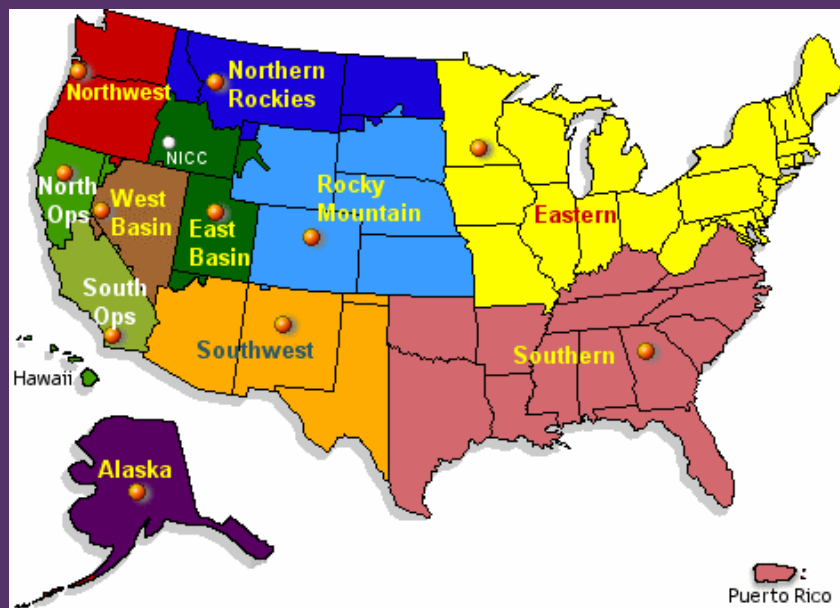 Northwest
Northern
Rockies
NICC
North
Ops
West
Basin
East
Basin
Rocky
Mountain
Eastern
South
Ops
Southwest
Southern
Hawaii
Alaska
Puerto Rico